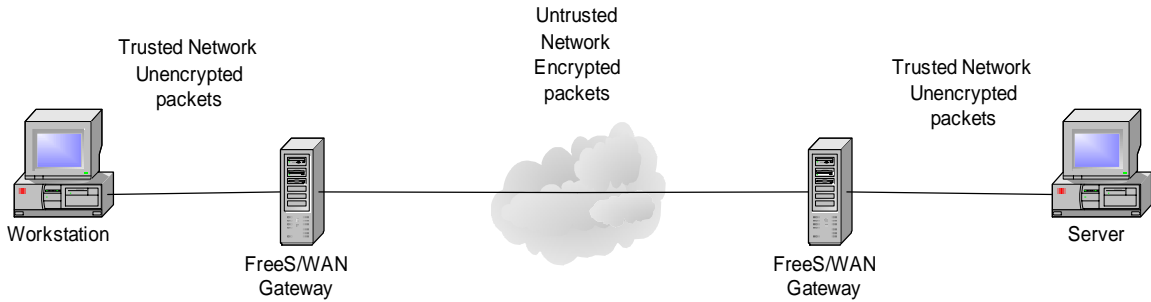 Trusted Network
Unencrypted
packets
Untrusted
Network
Encrypted
packets
Trusted Network
Unencrypted
packets
Workstation
FreeS/WAN
Gateway
FreeS/WAN
Gateway
Server